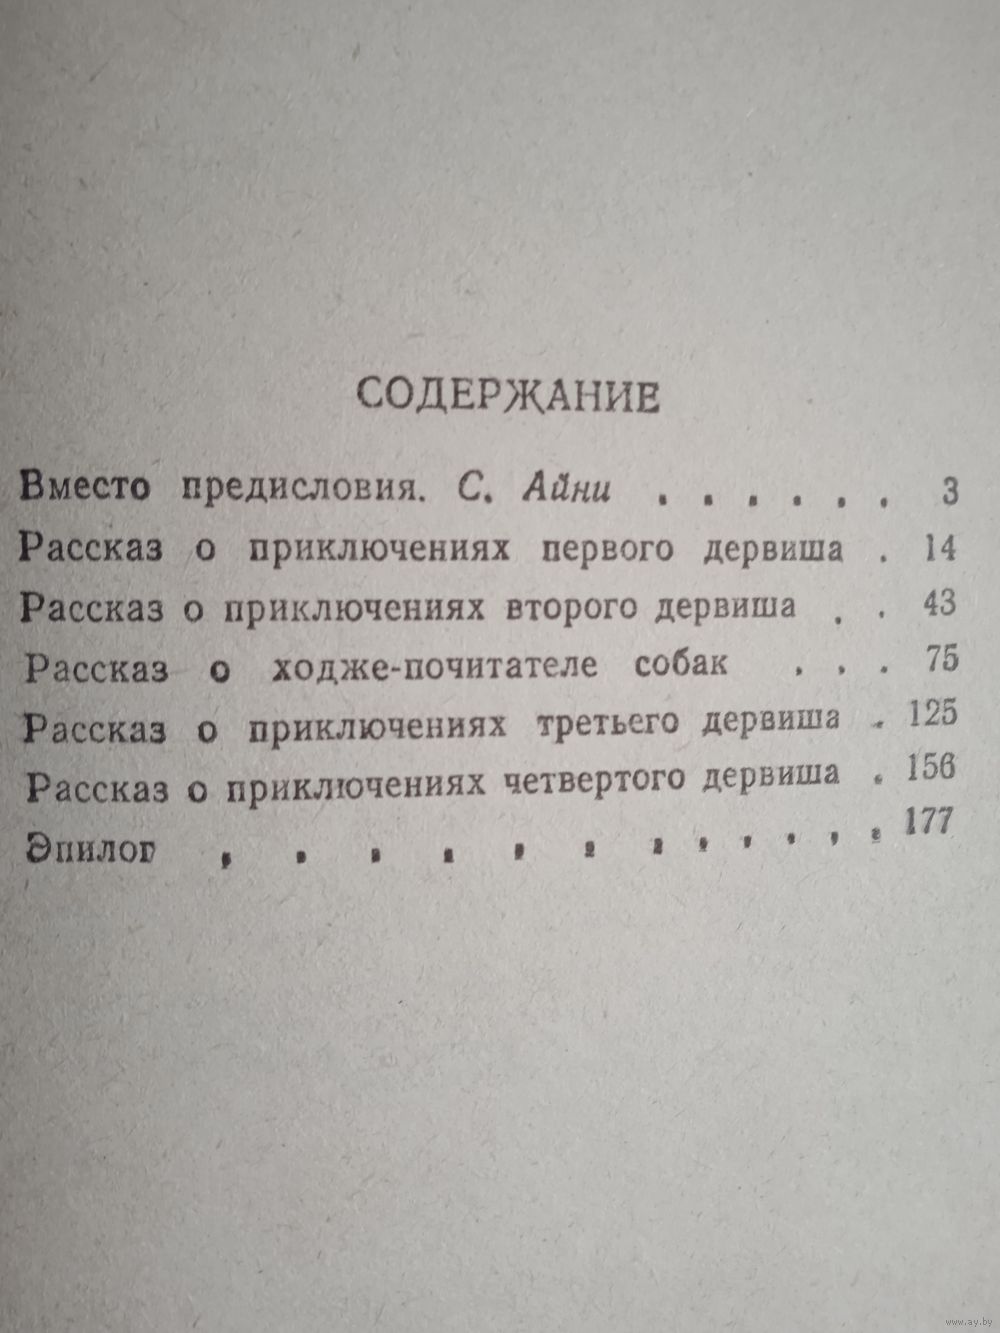 СОДЕРЖАНИЕ
Вместо предисловия. С. Айни . . . . . . 3
Рассказ о приключениях первого дервиша . 14
Рассказ о приключениях второго дервиша . . 43
Рассказ о ходже-почитателе собак . . . 75
Рассказ о приключениях третьего дервиша . 125
Рассказ о приключениях четвертого дервиша . 156
Эпилог . . . . . . . . . . . . 177
www.ay.by